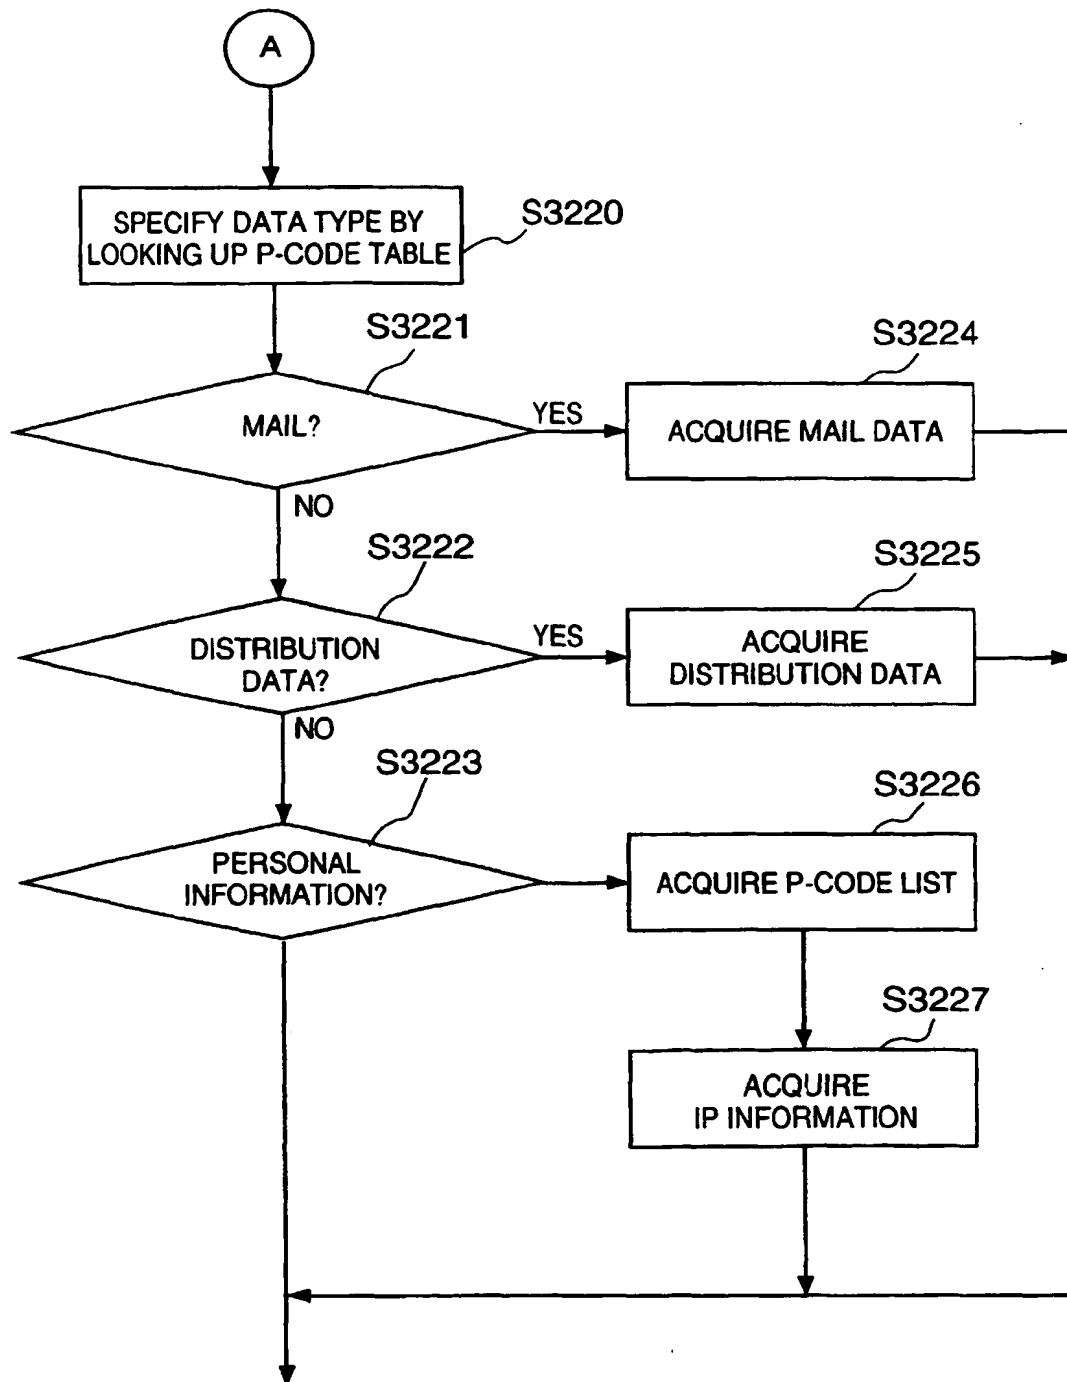 A
SPECIFY DATA TYPE BY
LOOKING UP P-CODE TABLE
S3220
S3221
MAIL?
YES
NO
S3224
ACQUIRE MAIL DATA
S3222
DISTRIBUTION
DATA?
YES
NO
S3225
ACQUIRE
DISTRIBUTION DATA
S3223
PERSONAL
INFORMATION?
S3226
ACQUIRE P-CODE LIST
S3227
ACQUIRE
IP INFORMATION